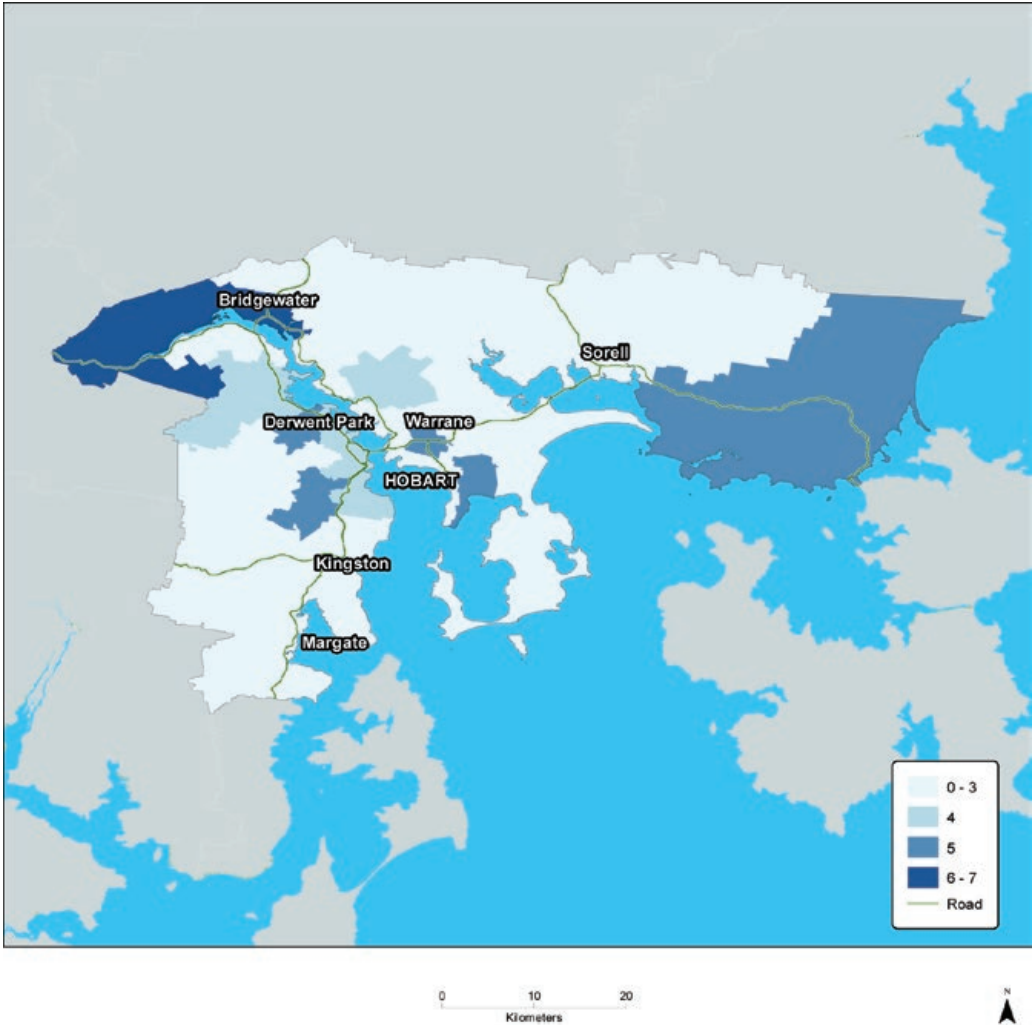 Bridgewater
Sorell
Derwent Park
Warrane
HOBART
Kingston
Margate
0 - 3
4
5
6 - 7
Road
0 10 20
Kilometers
N